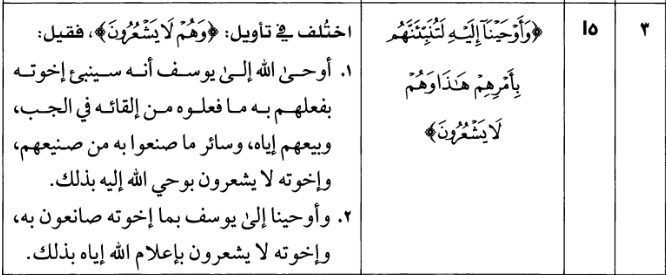 ٣
١٥
﴿وَأَوْحَيْنَآ إِلَيْهِ لَتُنَبِّئَنَّهُم
بِأَمْرِهِمْ هَٰذَا وَهُمْ
لَا يَشْعُرُونَ﴾
اختُلف في تأويل: ﴿وَهُمْ لَا يَشْعُرُونَ﴾، فقيل:
١. أوحىٰ الله إلىٰ يوسف أنه سينبئ إخوته
بفعلهم به ما فعلوه من إلقائه في الجب،
وبيعهم إياه، وسائر ما صنعوا به من صنيعهم،
وإخوته لا يشعرون بوحي الله إليه بذلك.
٢. وأوحينا إلىٰ يوسف بما إخوته صانعون به،
وإخوته لا يشعرون بإعلام الله إياه بذلك.